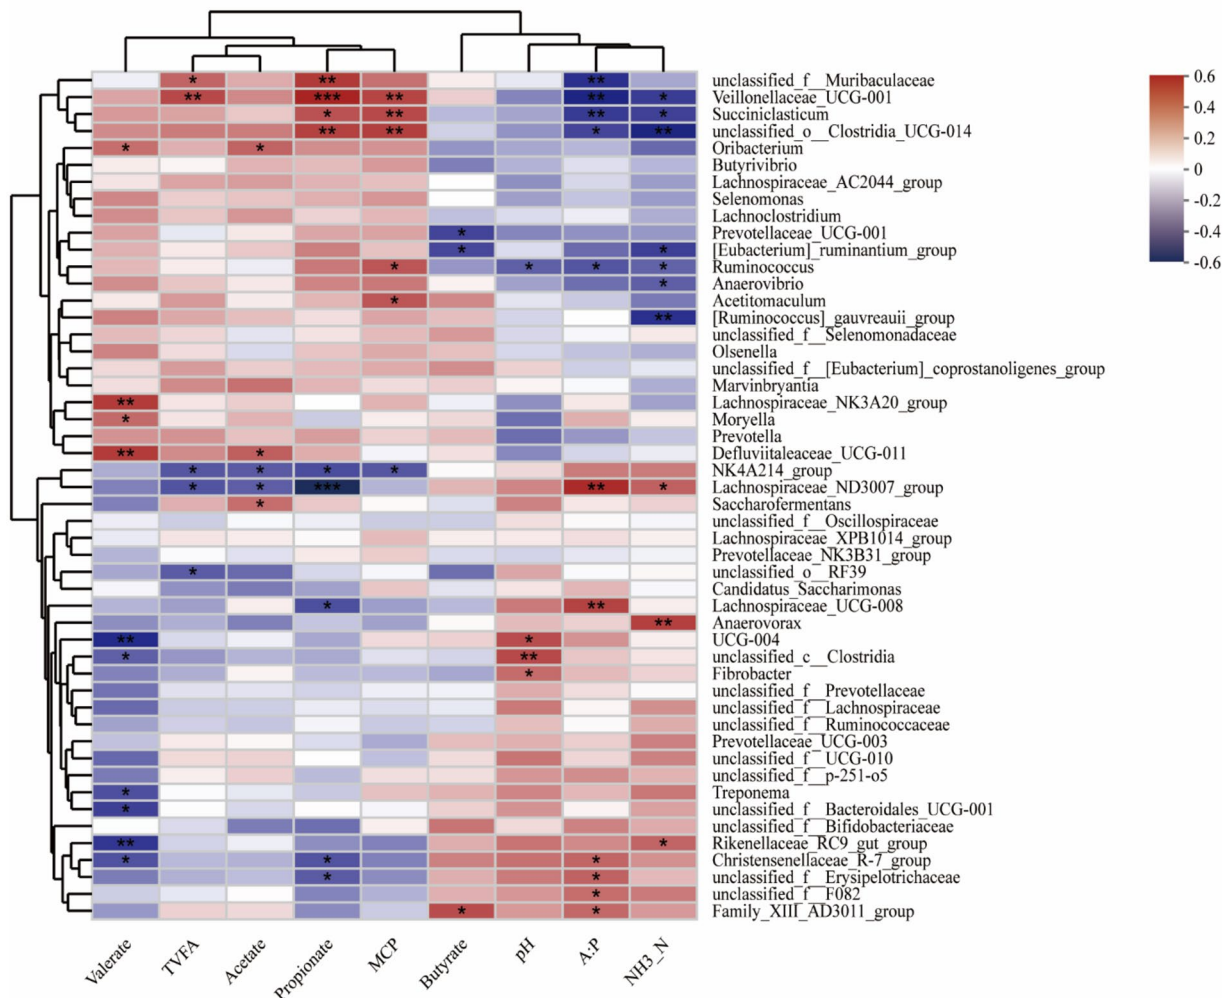 * ** ** unclassified_f__Muribaculaceae
** *** ** ** * Veillonellaceae_UCG-001
* ** ** * Succiniclasticum
** ** * ** unclassified_o__Clostridia_UCG-014
* * Oribacterium
Butyrivibrio
Lachnospiraceae_AC2044_group
Selenomonas
Lachnoclostridium
* Prevotellaceae_UCG-001
* * [Eubacterium]_ruminantium_group
* * * * Ruminococcus
* Anaerovibrio
* Acetitomaculum
** [Ruminococcus]_gauvreauii_group
unclassified_f__Selenomonadaceae
Olsenella
unclassified_f__[Eubacterium]_coprostanoligenes_group
Marvinbryantia
** Lachnospiraceae_NK3A20_group
* Moryella
Prevotella
** * Defluviitaleaceae_UCG-011
* * * * NK4A214_group
* * *** ** * Lachnospiraceae_ND3007_group
* Saccharofermentans
unclassified_f__Oscillospiraceae
Lachnospiraceae_XPB1014_group
Prevotellaceae_NK3B31_group
* unclassified_o__RF39
Candidatus_Saccharimonas
* ** Lachnospiraceae_UCG-008
** Anaerovorax
** * UCG-004
* ** unclassified_c__Clostridia
* Fibrobacter
unclassified_f__Prevotellaceae
unclassified_f__Lachnospiraceae
unclassified_f__Ruminococcaceae
Prevotellaceae_UCG-003
unclassified_f__UCG-010
unclassified_f__p-251-o5
* Treponema
* unclassified_f__Bacteroidales_UCG-001
unclassified_f__Bifidobacteriaceae
** * Rikenellaceae_RC9_gut_group
* * * Christensenellaceae_R-7_group
* * unclassified_f__Erysipelotrichaceae
* unclassified_f__F082
* * Family_XIII_AD3011_group
Valerate
TVFA
Acetate
Propionate
MCP
Butyrate
pH
A:P
NH3_N
0.6
0.4
0.2
0
-0.2
-0.4
-0.6